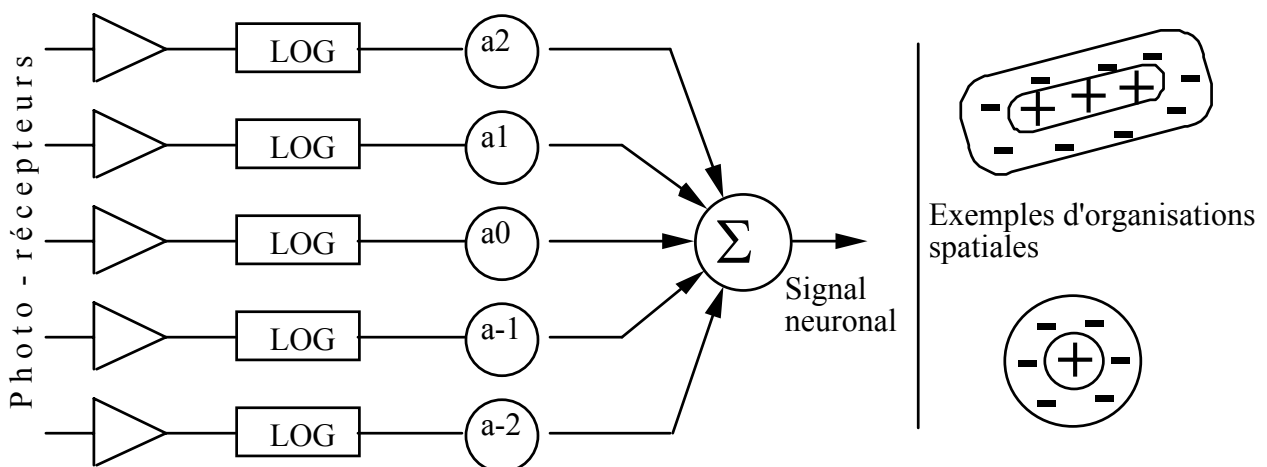 Photo - récepteurs
LOG
a2
LOG
a1
LOG
a0
LOG
a-1
LOG
a-2
Σ
Signal
neuronal
+ + +
- - - - - - - - - -
Exemples d'organisations
spatiales
+
- - - - - -